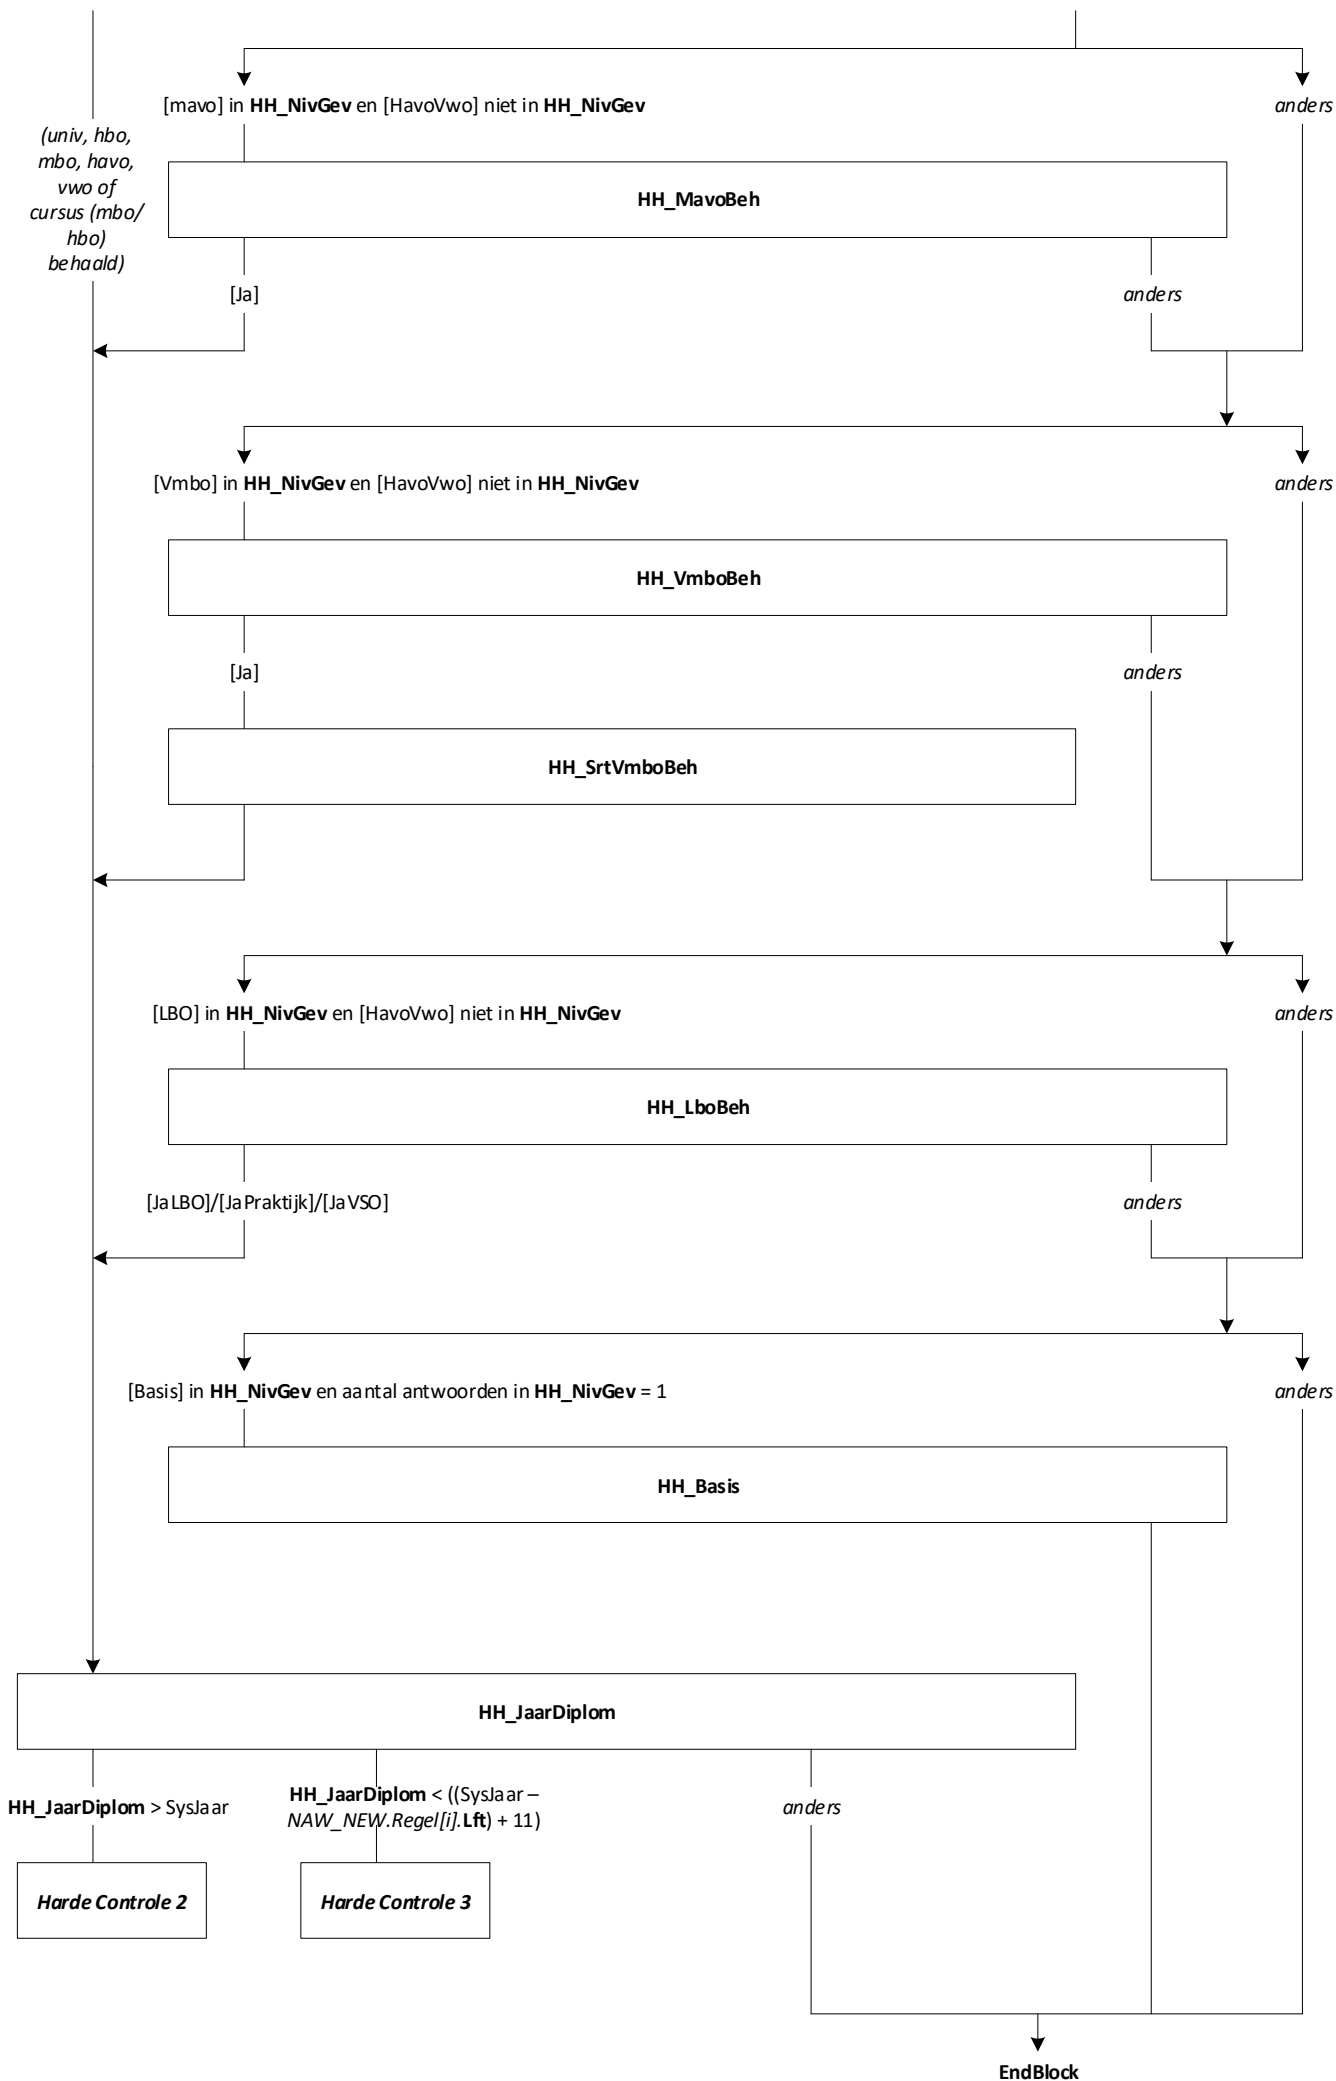 [mavo] in HH_NivGev en [HavoVwo] niet in HH_NivGev
anders
(univ, hbo,
mbo, havo,
vwo of
cursus (mbo/
hbo)
behaald)
HH_MavoBeh
[Ja]
anders
[Vmbo] in HH_NivGev en [HavoVwo] niet in HH_NivGev
anders
HH_VmboBeh
[Ja]
anders
HH_SrtVmboBeh
[LBO] in HH_NivGev en [HavoVwo] niet in HH_NivGev
anders
HH_LboBeh
[JaLBO]/[JaPraktijk]/[JaVSO]
anders
[Basis] in HH_NivGev en aantal antwoorden in HH_NivGev = 1
anders
HH_Basis
HH_JaarDiplom
HH_JaarDiplom > SysJaar
HH_JaarDiplom < ((SysJaar –
NAW_NEW.Regel[i].Lft) + 11)
anders
Harde Controle 2
Harde Controle 3
EndBlock